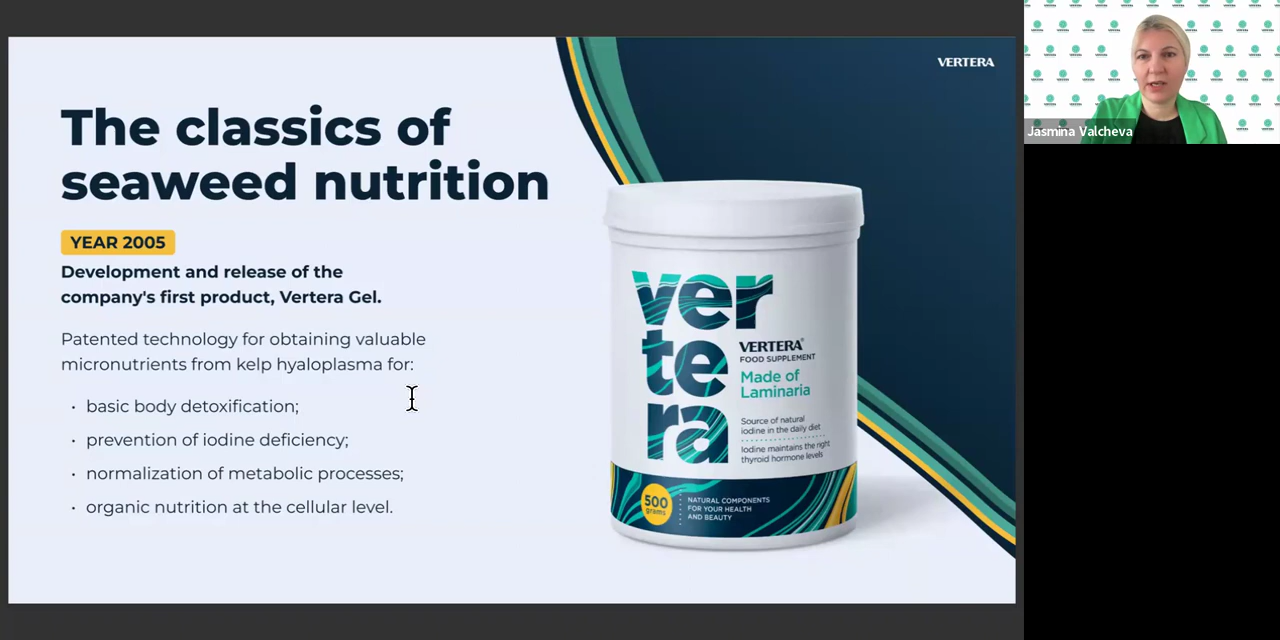 VERTERA
The classics of
seaweed nutrition
YEAR 2005
Development and release of the
company's first product, Vertera Gel.
Patented technology for obtaining valuable
micronutrients from kelp hyaloplasma for:
• basic body detoxification;
• prevention of iodine deficiency;
• normalization of metabolic processes;
• organic nutrition at the cellular level.
ver
te
ra
VERTERA®
FOOD SUPPLEMENT
Made of
Laminaria
Source of natural
iodine in the daily diet
Iodine maintains the right
thyroid hormone levels
500
grams
NATURAL COMPONENTS
FOR YOUR HEALTH
AND BEAUTY
Jasmina Valcheva